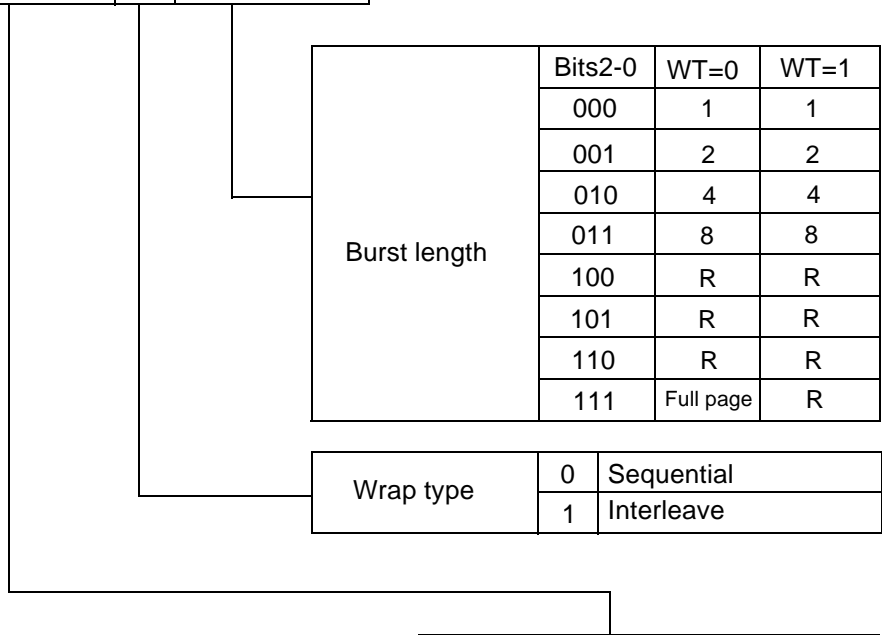 Bits2-0 WT=0 WT=1
000 1 1
001 2 2
010 4 4
Burst length
011 8 8
100 R R
101 R R
110 R R
111 Full page R
Wrap type
0 Sequential
1 Interleave